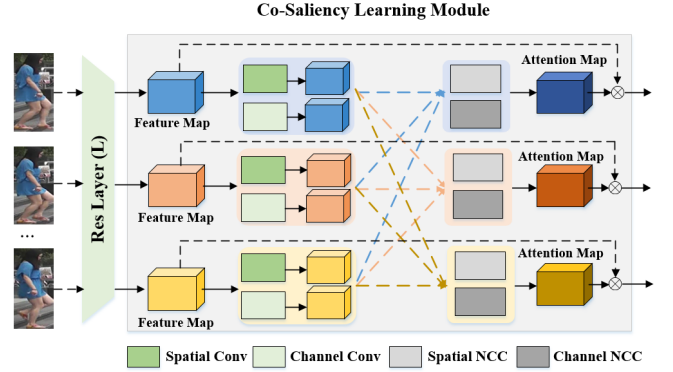 Co-Saliency Learning Module
Attention Map
Feature Map
Res Layer (L)
Attention Map
Feature Map
...
Attention Map
Feature Map
Spatial Conv
Channel Conv
Spatial NCC
Channel NCC